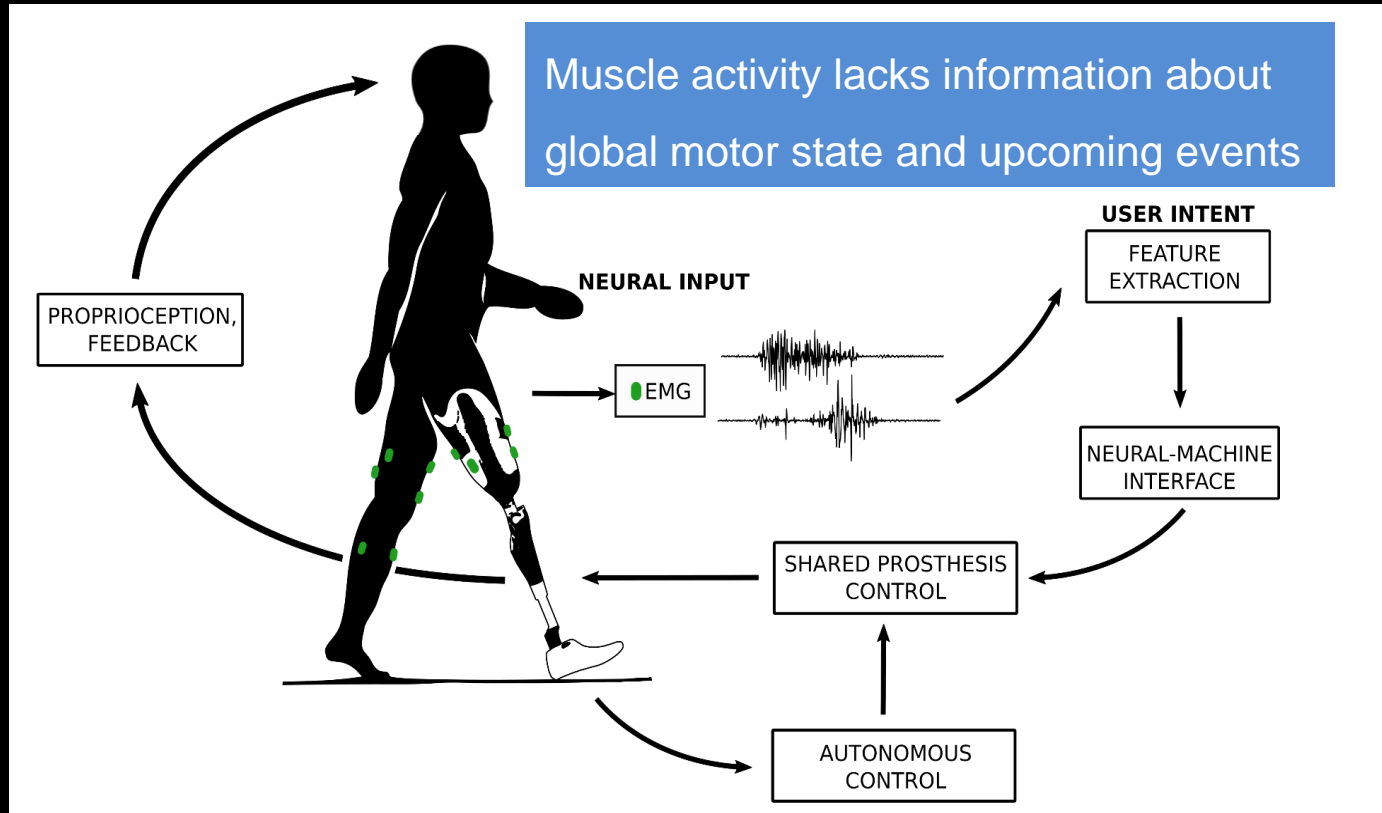 Muscle activity lacks information about
global motor state and upcoming events
USER INTENT
FEATURE
EXTRACTION
NEURAL INPUT
PROPRIOCEPTION,
FEEDBACK
EMG
NEURAL-MACHINE
INTERFACE
SHARED PROSTHESIS
CONTROL
AUTONOMOUS
CONTROL